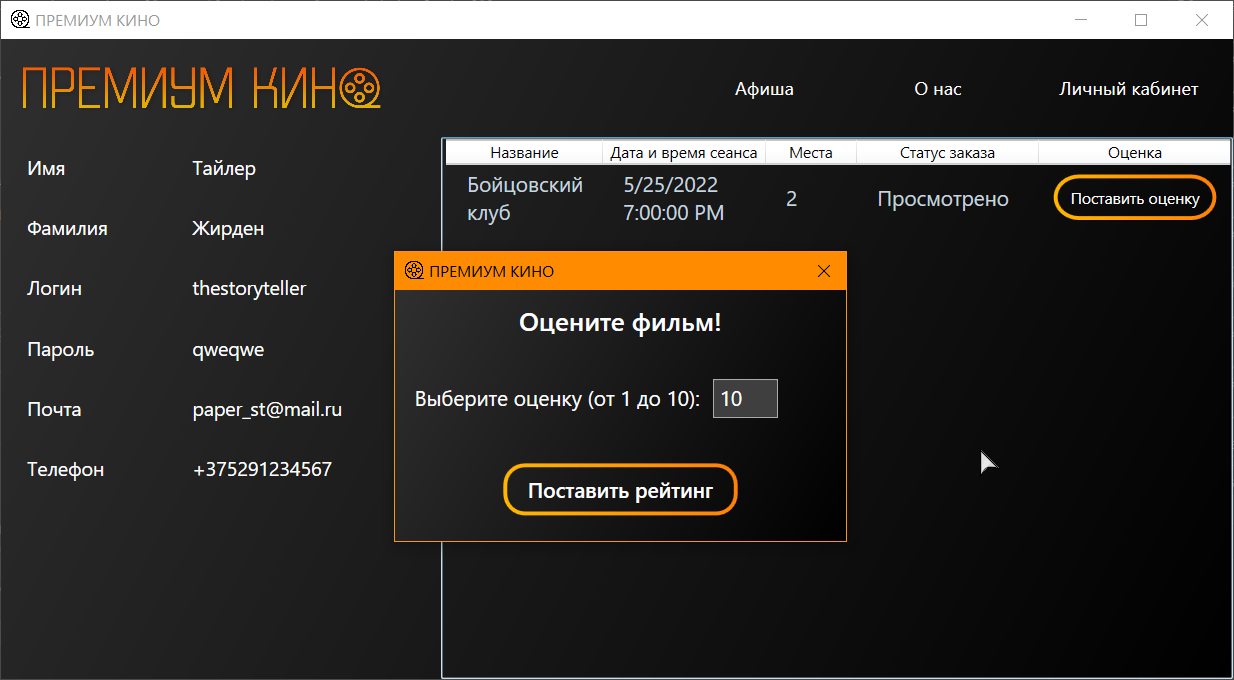 ПРЕМИУМ КИНО
ПРЕМИУМ КИНО
Афиша
О нас
Личный кабинет
Имя
Тайлер
Фамилия
Жирден
Логин
thestoryteller
Пароль
qweqwe
Почта
paper_st@mail.ru
Телефон
+375291234567
Название
Дата и время сеанса
Места
Статус заказа
Оценка
Бойцовский
клуб
5/25/2022
7:00:00 PM
2
Просмотрено
Поставить оценку
ПРЕМИУМ КИНО
Оцените фильм!
Выберите оценку (от 1 до 10):
10
Поставить рейтинг